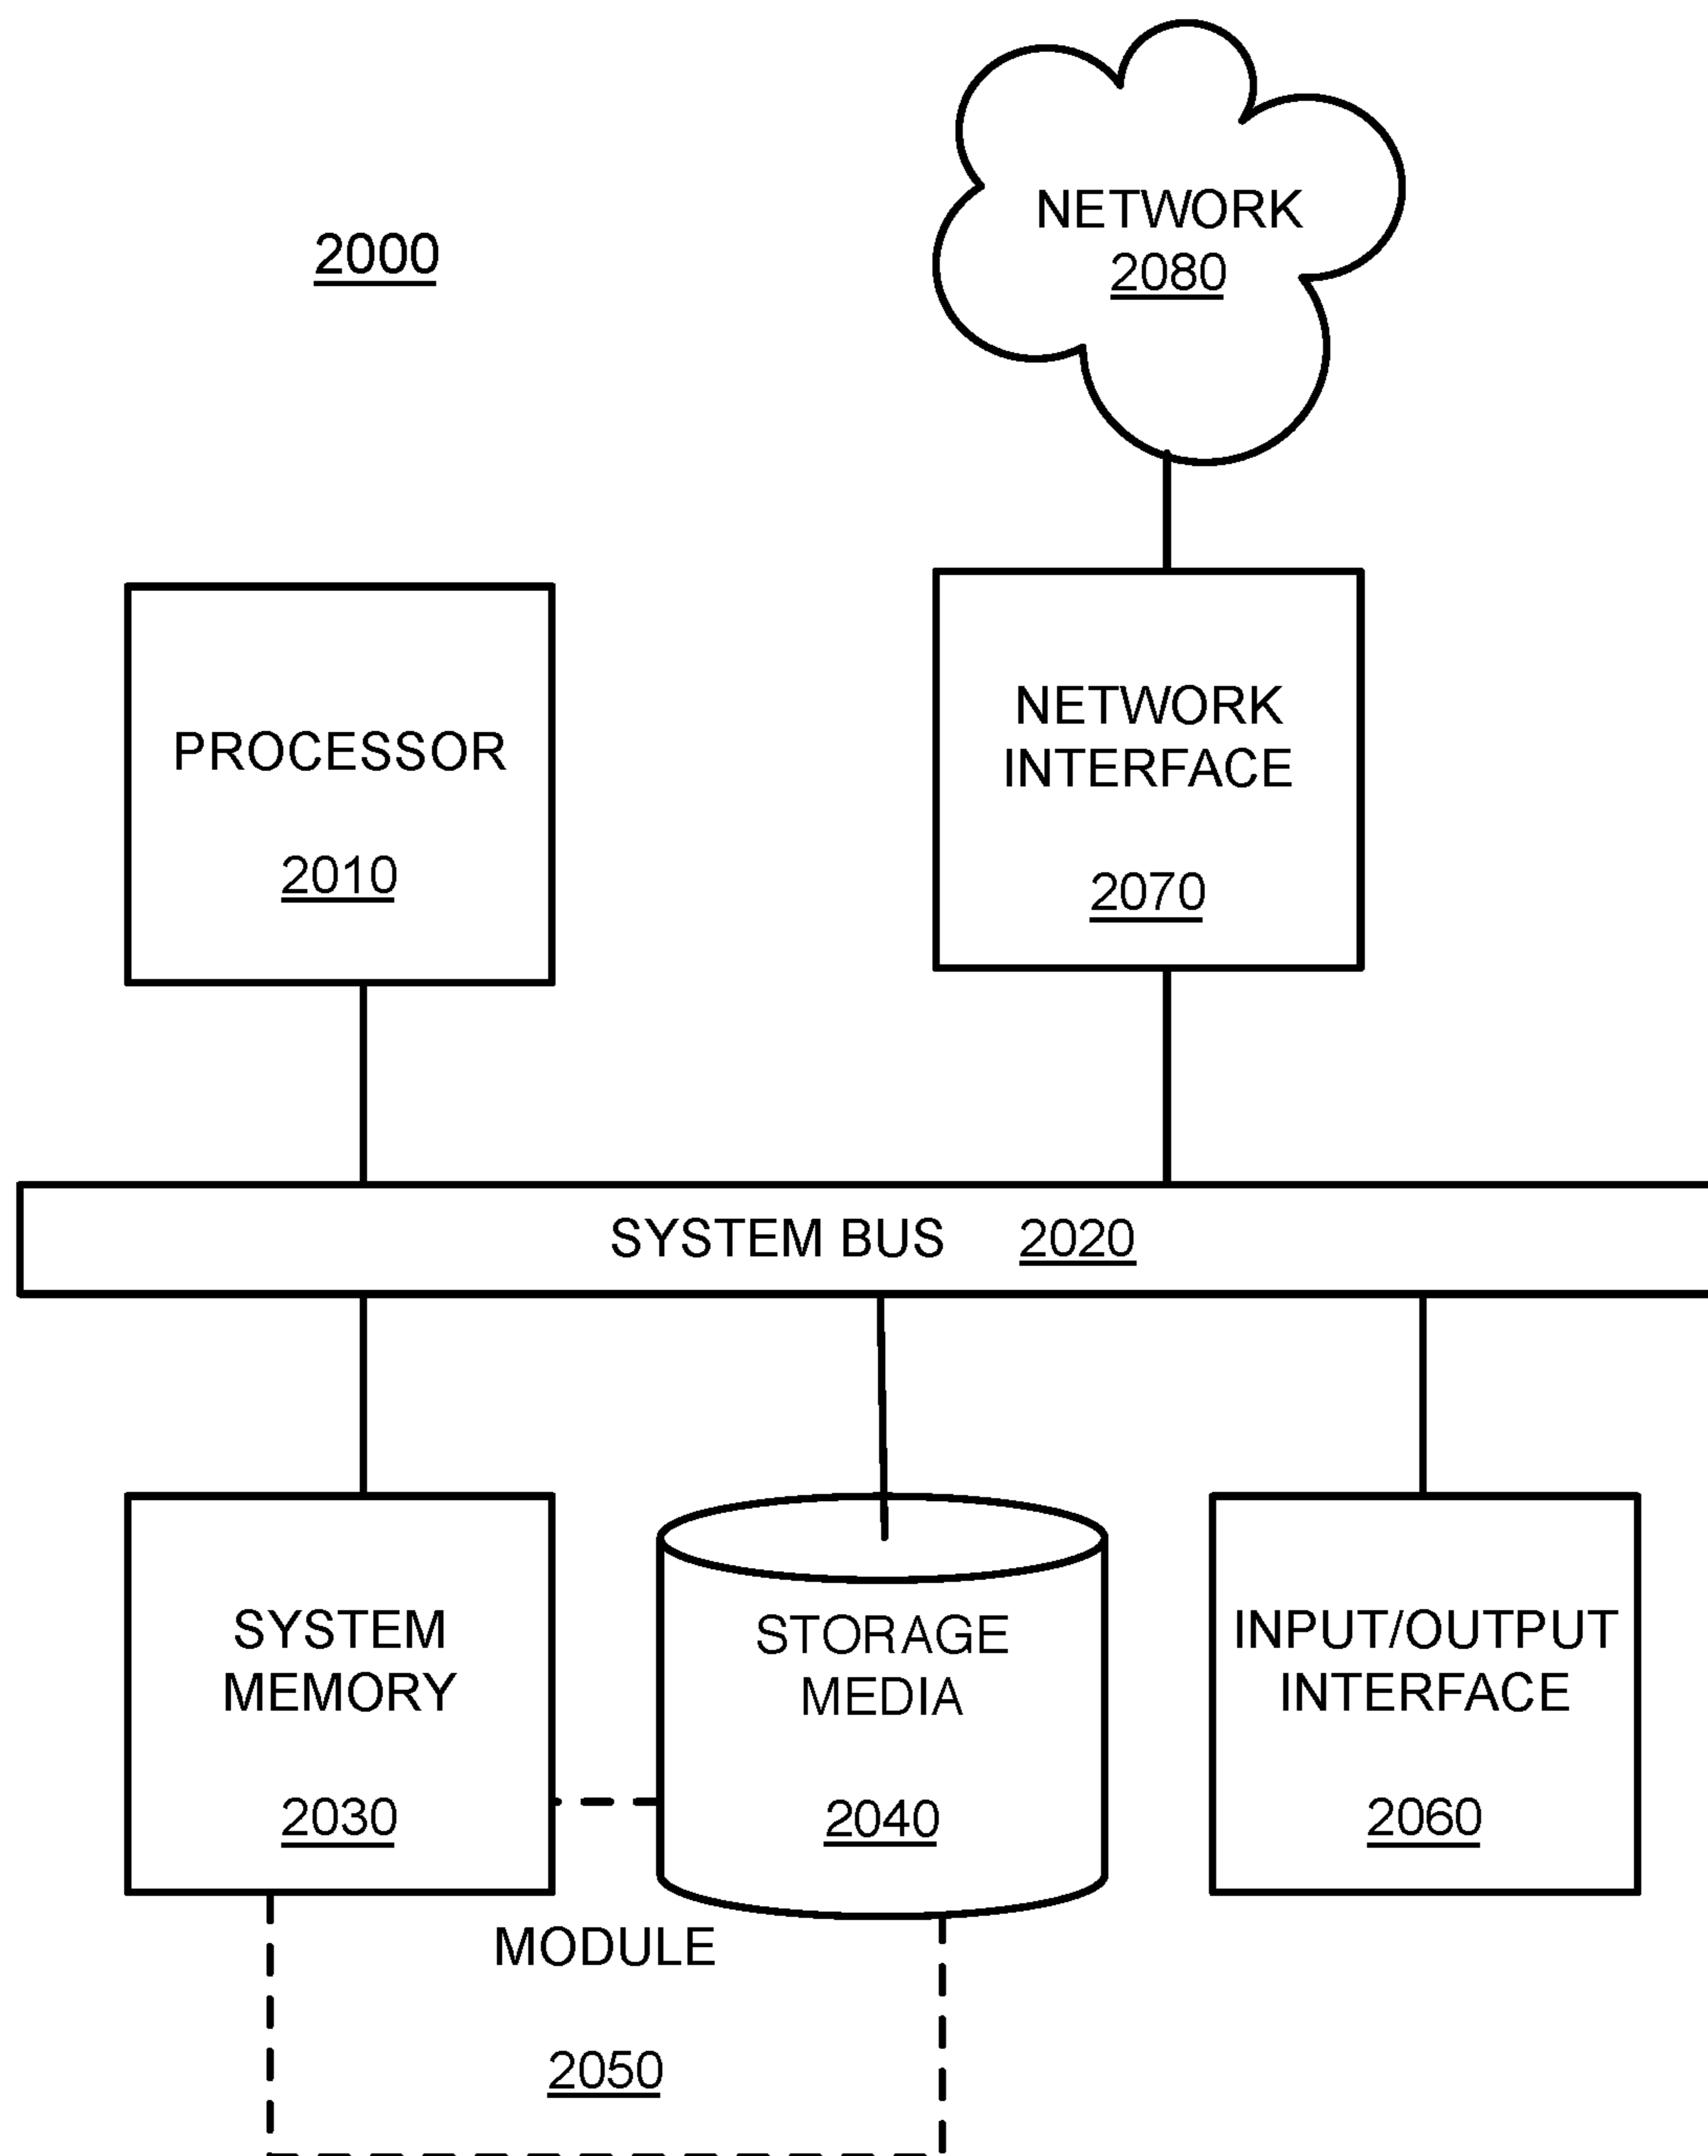 NETWORK
2080
2000
NETWORK
INTERFACE
2070
PROCESSOR
2010
SYSTEM BUS 2020
SYSTEM
MEMORY
2030
STORAGE
MEDIA
2040
INPUT/OUTPUT
INTERFACE
2060
MODULE
2050